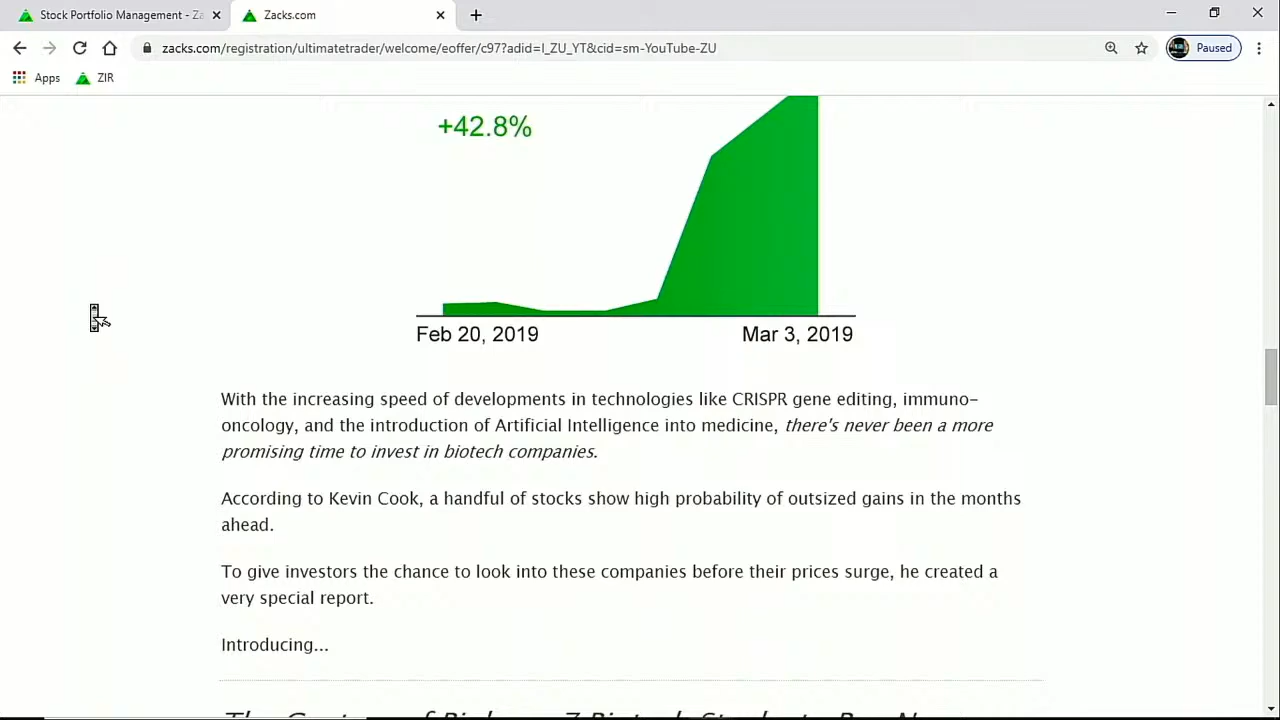 Stock Portfolio Management - Za
Zacks.com
zacks.com/registration/ultimatetrader/welcome/eoffer/c97?adid=I_ZU_YT&cid=sm-YouTube-ZU
Paused
Apps
ZIR
+42.8%
Feb 20, 2019
Mar 3, 2019
With the increasing speed of developments in technologies like CRISPR gene editing, immuno-
oncology, and the introduction of Artificial Intelligence into medicine, there's never been a more
promising time to invest in biotech companies.
According to Kevin Cook, a handful of stocks show high probability of outsized gains in the months
ahead.
To give investors the chance to look into these companies before their prices surge, he created a
very special report.
Introducing...